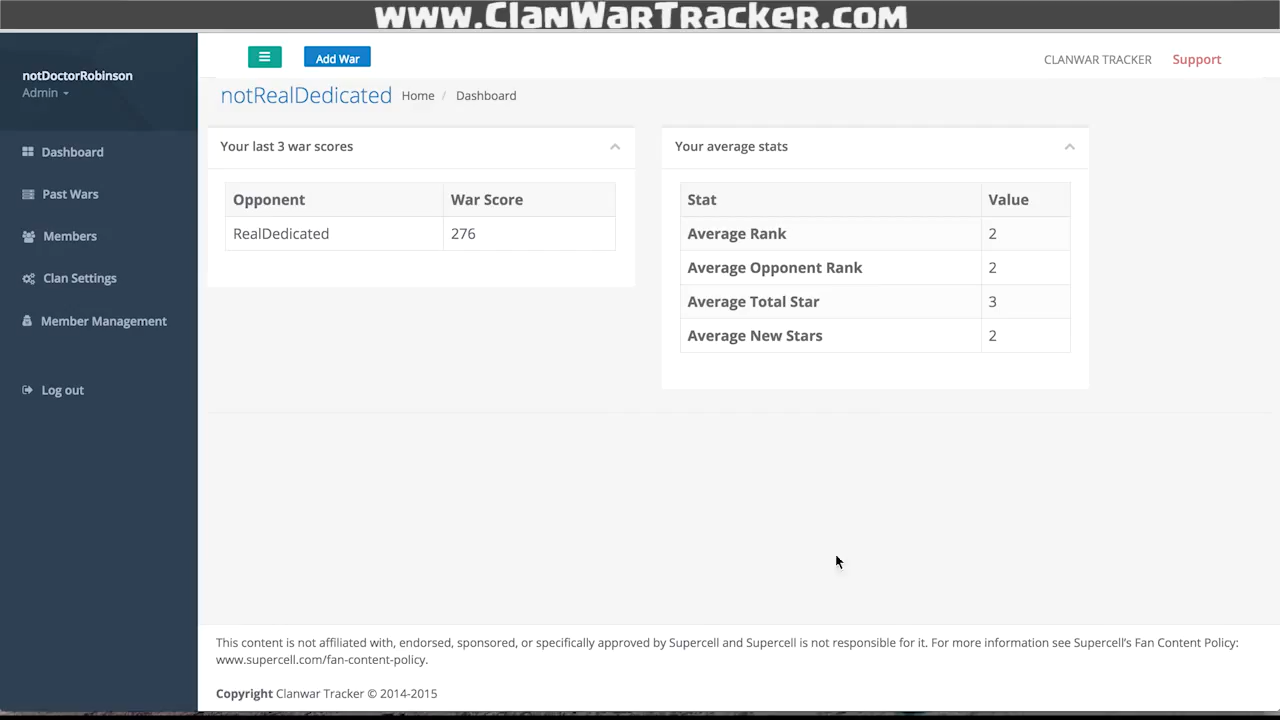 www.ClanWarTracker.com
notDoctorRobinson
Admin
Dashboard
Past Wars
Members
Clan Settings
Member Management
Log out
Add War
CLANWAR TRACKER Support
notRealDedicated Home / Dashboard
Your last 3 war scores
Opponent War Score
RealDedicated 276
Your average stats
Stat Value
Average Rank 2
Average Opponent Rank 2
Average Total Star 3
Average New Stars 2
This content is not affiliated with, endorsed, sponsored, or specifically approved by Supercell and Supercell is not responsible for it. For more information see Supercell's Fan Content Policy:
www.supercell.com/fan-content-policy.
Copyright Clanwar Tracker © 2014-2015